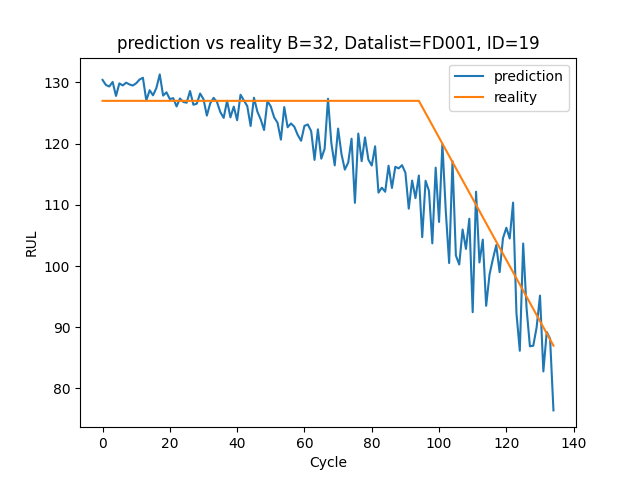 prediction vs reality B=32, Datalist=FD001, ID=19
prediction
reality
RUL
130
120
110
100
90
80
0 20 40 60 80 100 120 140
Cycle